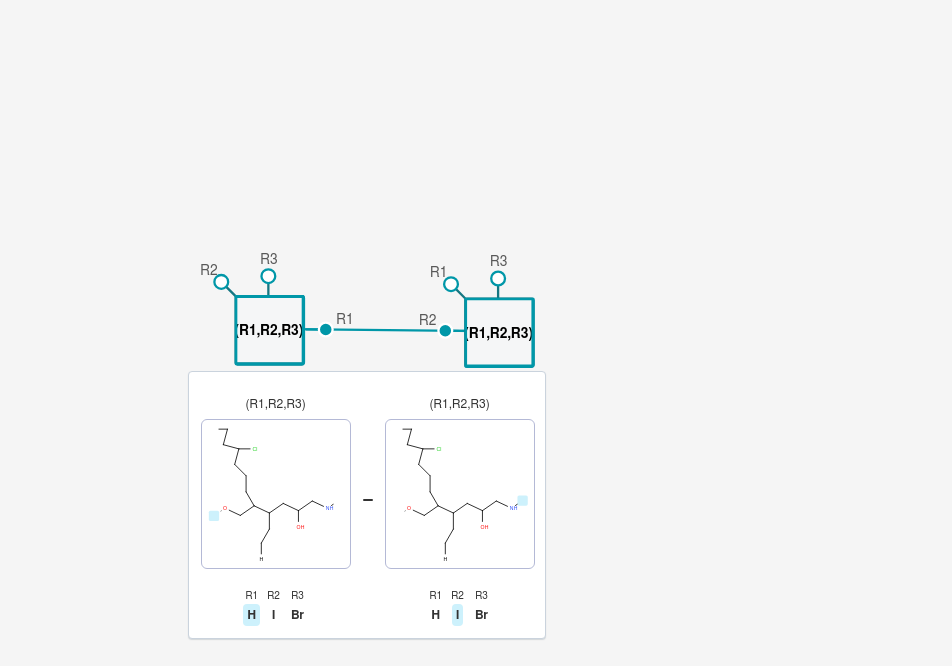 R2 R3 R1 R3
(R1,R2,R3) R1 R2 (R1,R2,R3)
(R1,R2,R3) (R1,R2,R3)
Cl Cl
O NH O NH
OH OH
H H
R1 R2 R3 R1 R2 R3
H I Br H I Br